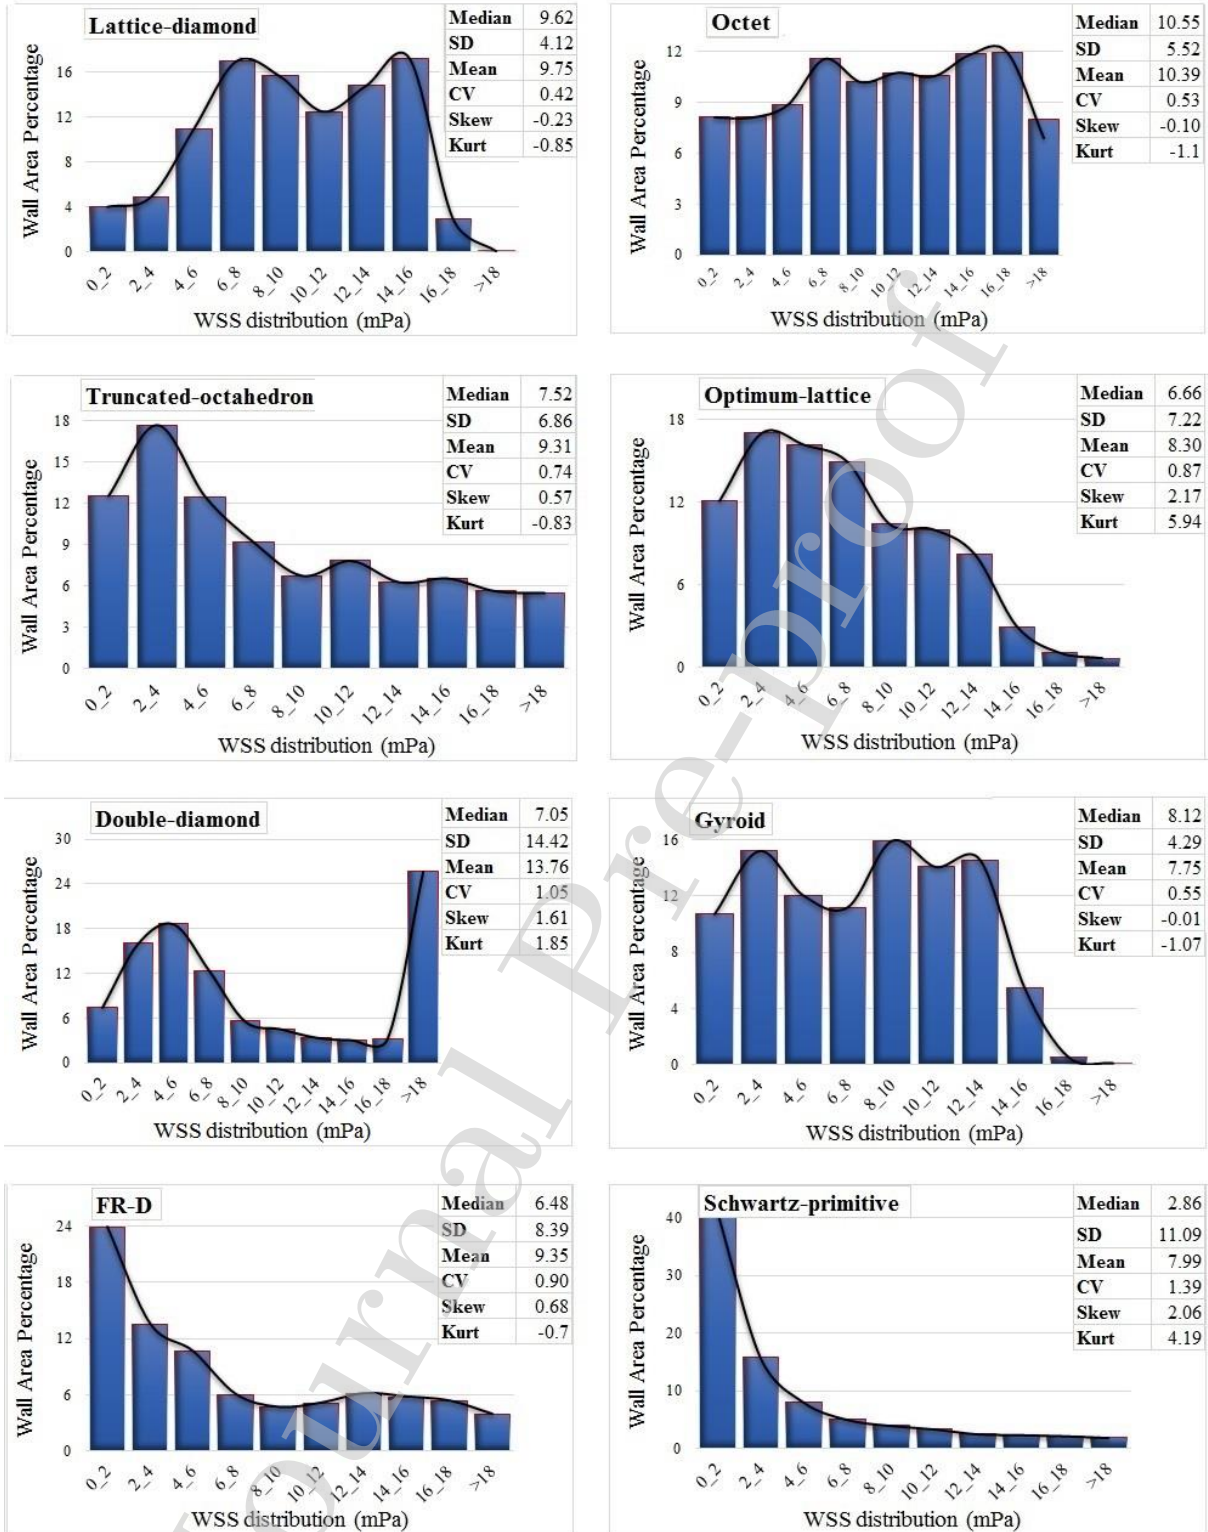 Lattice-diamond
Median 9.62
SD 4.12
Mean 9.75
CV 0.42
Skew -0.23
Kurt -0.85
Wall Area Percentage
16
12
8
4
0
0_2 2_4 4_6 6_8 8_10 10_12 12_14 14_16 16_18 >18
WSS distribution (mPa)
Octet
Median 10.55
SD 5.52
Mean 10.39
CV 0.53
Skew -0.10
Kurt -1.1
Wall Area Percentage
12
9
6
3
0
0_2 2_4 4_6 6_8 8_10 10_12 12_14 14_16 16_18 >18
WSS distribution (mPa)
Truncated-octahedron
Median 7.52
SD 6.86
Mean 9.31
CV 0.74
Skew 0.57
Kurt -0.83
Wall Area Percentage
18
15
12
9
6
3
0
0_2 2_4 4_6 6_8 8_10 10_12 12_14 14_16 16_18 >18
WSS distribution (mPa)
Optimum-lattice
Median 6.66
SD 7.22
Mean 8.30
CV 0.87
Skew 2.17
Kurt 5.94
Wall Area Percentage
18
12
6
0
0_2 2_4 4_6 6_8 8_10 10_12 12_14 14_16 16_18 >18
WSS distribution (mPa)
Double-diamond
Median 7.05
SD 14.42
Mean 13.76
CV 1.05
Skew 1.61
Kurt 1.85
Wall Area Percentage
30
24
18
12
6
0
0_2 2_4 4_6 6_8 8_10 10_12 12_14 14_16 16_18 >18
WSS distribution (mPa)
Gyroid
Median 8.12
SD 4.29
Mean 7.75
CV 0.55
Skew -0.01
Kurt -1.07
Wall Area Percentage
16
12
8
4
0
0_2 2_4 4_6 6_8 8_10 10_12 12_14 14_16 16_18 >18
WSS distribution (mPa)
FR-D
Median 6.48
SD 8.39
Mean 9.35
CV 0.90
Skew 0.68
Kurt -0.7
Wall Area Percentage
24
18
12
6
0
0_2 2_4 4_6 6_8 8_10 10_12 12_14 14_16 16_18 >18
WSS distribution (mPa)
Schwartz-primitive
Median 2.86
SD 11.09
Mean 7.99
CV 1.39
Skew 2.06
Kurt 4.19
Wall Area Percentage
40
30
20
10
0
0_2 2_4 4_6 6_8 8_10 10_12 12_14 14_16 16_18 >18
WSS distribution (mPa)
Journal Pre-proof